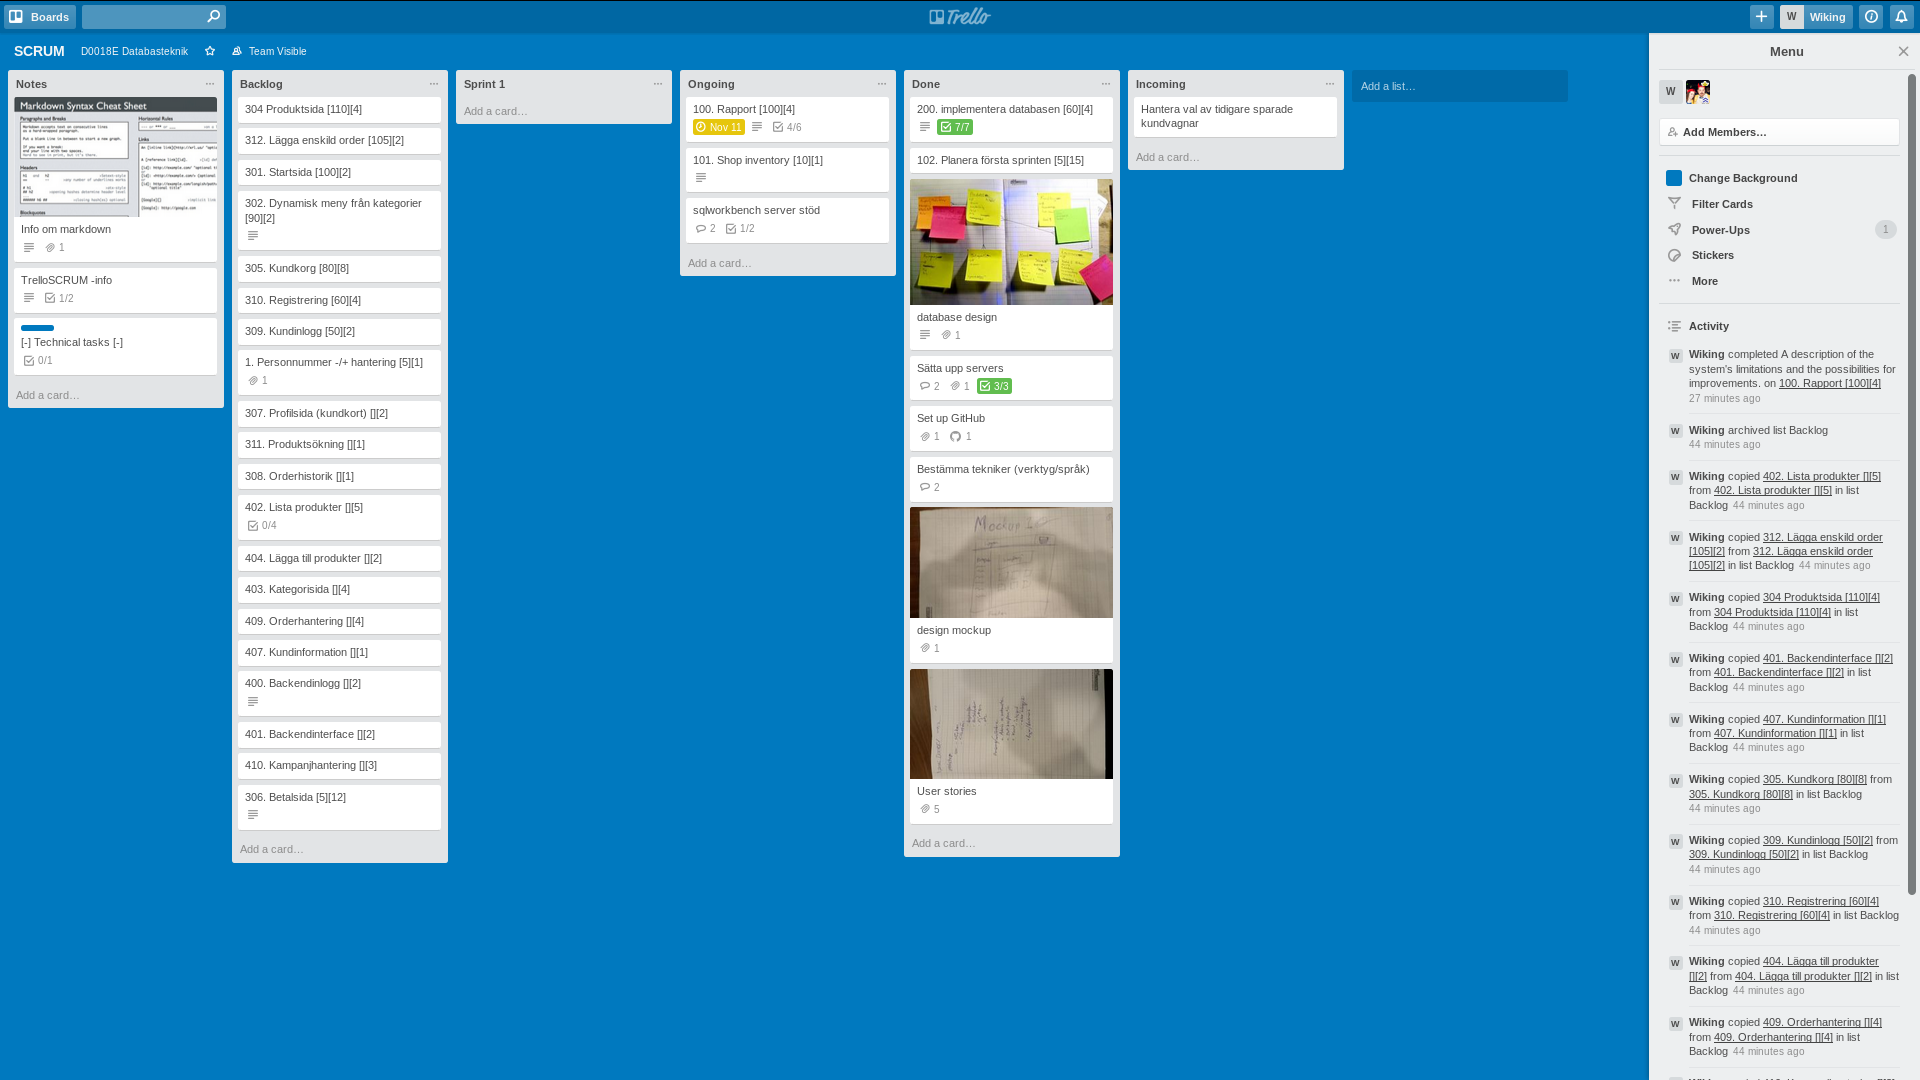 Boards
Trello
W Wiking
SCRUM D0018E Databasteknik Team Visible
Notes
Markdown Syntax Cheat Sheet
Paragraphs and Breaks
Horizontal Rules
Headers
Links
Blockquotes
Info om markdown
1
TrelloSCRUM -info
1/2
[-] Technical tasks [-]
0/1
Add a card…
Backlog
304 Produktsida [110][4]
312. Lägga enskild order [105][2]
301. Startsida [100][2]
302. Dynamisk meny från kategorier
[90][2]
305. Kundkorg [80][8]
310. Registrering [60][4]
309. Kundinlogg [50][2]
1. Personnummer -/+ hantering [5][1]
1
307. Profilsida (kundkort) [][2]
311. Produktsökning [][1]
308. Orderhistorik [][1]
402. Lista produkter [][5]
0/4
404. Lägga till produkter [][2]
403. Kategorisida [][4]
409. Orderhantering [][4]
407. Kundinformation [][1]
400. Backendinlogg [][2]
401. Backendinterface [][2]
410. Kampanjhantering [][3]
306. Betalsida [5][12]
Add a card…
Sprint 1
Add a card…
Ongoing
100. Rapport [100][4]
Nov 11 4/6
101. Shop inventory [10][1]
sqlworkbench server stöd
2 1/2
Add a card…
Done
200. implementera databasen [60][4]
7/7
102. Planera första sprinten [5][15]
database design
1
Sätta upp servers
2 1 3/3
Set up GitHub
1 1
Bestämma tekniker (verktyg/språk)
2
Mockup
design mockup
1
User stories
5
Add a card…
Incoming
Hantera val av tidigare sparade
kundvagnar
Add a card…
Add a list…
Menu
W
Add Members…
Change Background
Filter Cards
Power-Ups 1
Stickers
More
Activity
W Wiking completed A description of the
system's limitations and the possibilities for
improvements. on 100. Rapport [100][4]
27 minutes ago
W Wiking archived list Backlog
44 minutes ago
W Wiking copied 402. Lista produkter [][5]
from 402. Lista produkter [][5] in list
Backlog 44 minutes ago
W Wiking copied 312. Lägga enskild order
[105][2] from 312. Lägga enskild order
[105][2] in list Backlog 44 minutes ago
W Wiking copied 304 Produktsida [110][4]
from 304 Produktsida [110][4] in list
Backlog 44 minutes ago
W Wiking copied 401. Backendinterface [][2]
from 401. Backendinterface [][2] in list
Backlog 44 minutes ago
W Wiking copied 407. Kundinformation [][1]
from 407. Kundinformation [][1] in list
Backlog 44 minutes ago
W Wiking copied 305. Kundkorg [80][8] from
305. Kundkorg [80][8] in list Backlog
44 minutes ago
W Wiking copied 309. Kundinlogg [50][2] from
309. Kundinlogg [50][2] in list Backlog
44 minutes ago
W Wiking copied 310. Registrering [60][4]
from 310. Registrering [60][4] in list Backlog
44 minutes ago
W Wiking copied 404. Lägga till produkter
[][2] from 404. Lägga till produkter [][2] in list
Backlog 44 minutes ago
W Wiking copied 409. Orderhantering [][4]
from 409. Orderhantering [][4] in list
Backlog 44 minutes ago